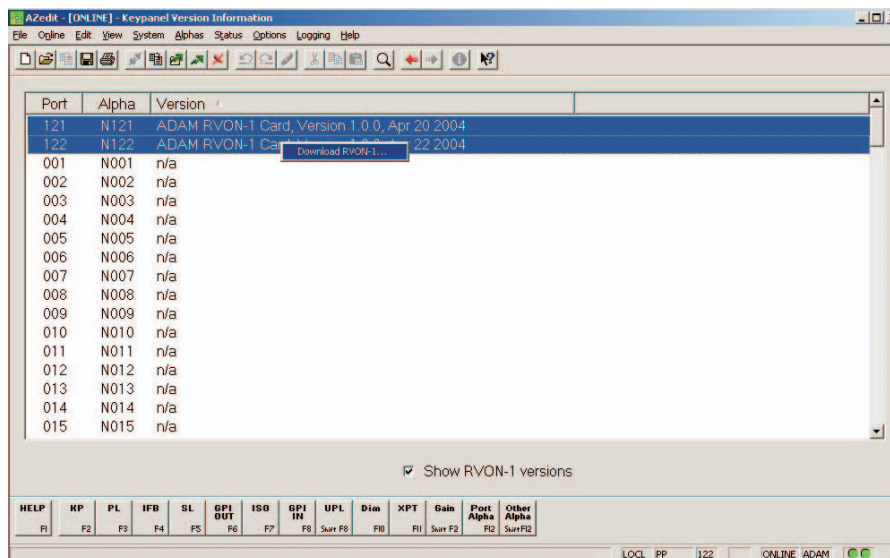 AZedit - [ONLINE] - Keypanel Version Information
File Online Edit View System Alphas Status Options Logging Help
Port Alpha Version
121 N121 ADAM RVON-1 Card, Version 1.0.0, Apr 20 2004
122 N122 ADAM RVON-1 Ca 22 2004
Download RVON-1...
001 N001 n/a
002 N002 n/a
003 N003 n/a
004 N004 n/a
005 N005 n/a
006 N006 n/a
007 N007 n/a
008 N008 n/a
009 N009 n/a
010 N010 n/a
011 N011 n/a
012 N012 n/a
013 N013 n/a
014 N014 n/a
015 N015 n/a
Show RVON-1 versions
HELP KP PL IFB SL GPI OUT ISO GPI IN UPL Dim XPT Gain Port Alpha Other Alpha
F1 F2 F3 F4 F5 F6 F7 F8 Shift F8 F10 F11 Shift F2 F12 Shift F12
LOCL PP 122 ONLINE ADAM